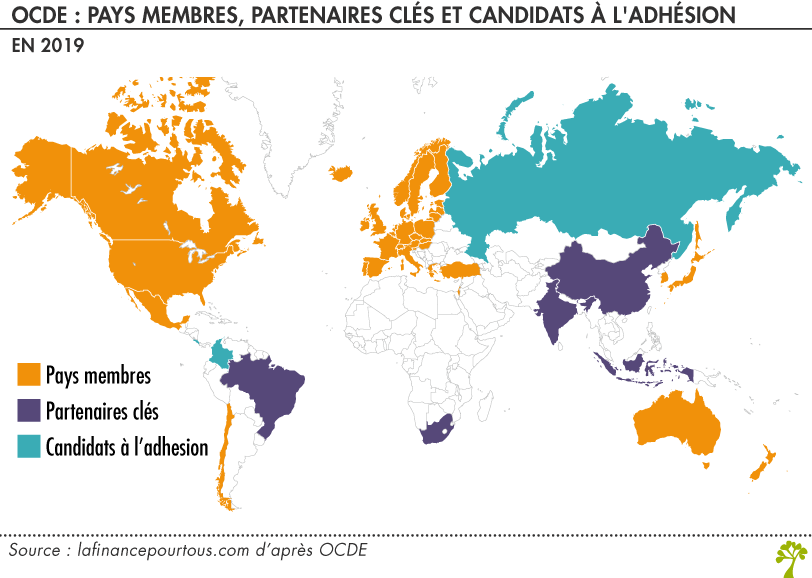 OCDE : PAYS MEMBRES, PARTENAIRES CLÉS ET CANDIDATS À L'ADHÉSION
EN 2019
Pays membres
Partenaires clés
Candidats à l'adhesion
Source : lafinancepourtous.com d'après OCDE